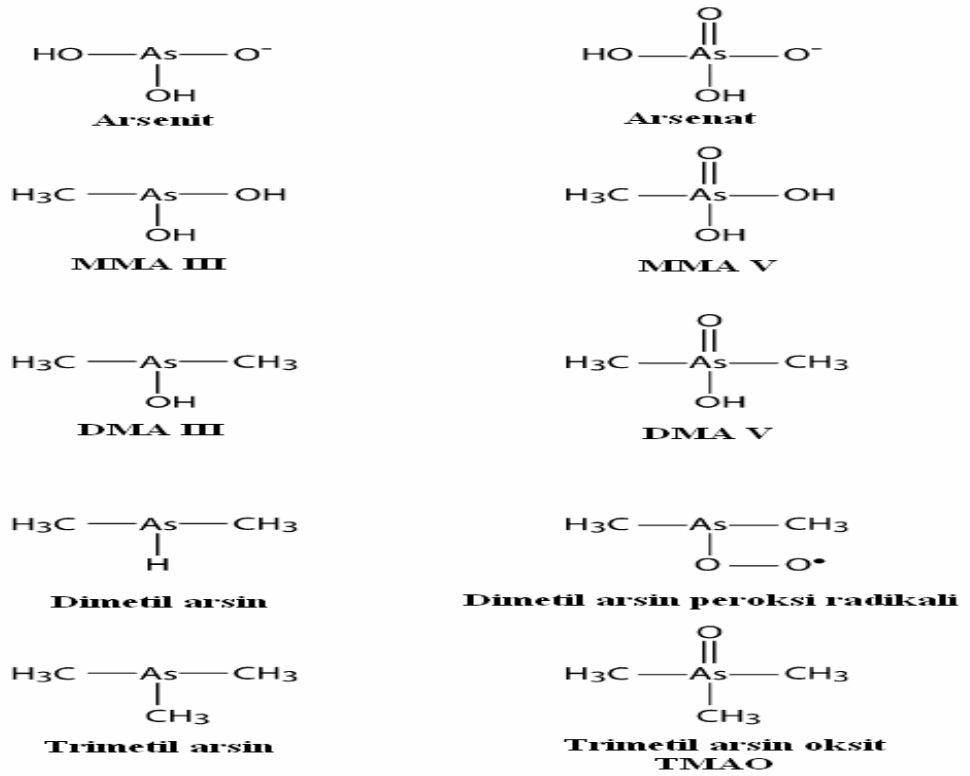 O
HO As O⁻
OH
Arsenit
O
HO As O⁻
OH
Arsenat
H₃C As OH
OH
MMA III
O
H₃C As OH
OH
MMA V
H₃C As CH₃
OH
DMA III
O
H₃C As CH₃
OH
DMA V
H₃C As CH₃
H
Dimetil arsin
H₃C As CH₃
O O•
Dimetil arsin peroksi radikali
H₃C As CH₃
CH₃
Trimetil arsin
O
H₃C As CH₃
CH₃
Trimetil arsin oksit
TMAO